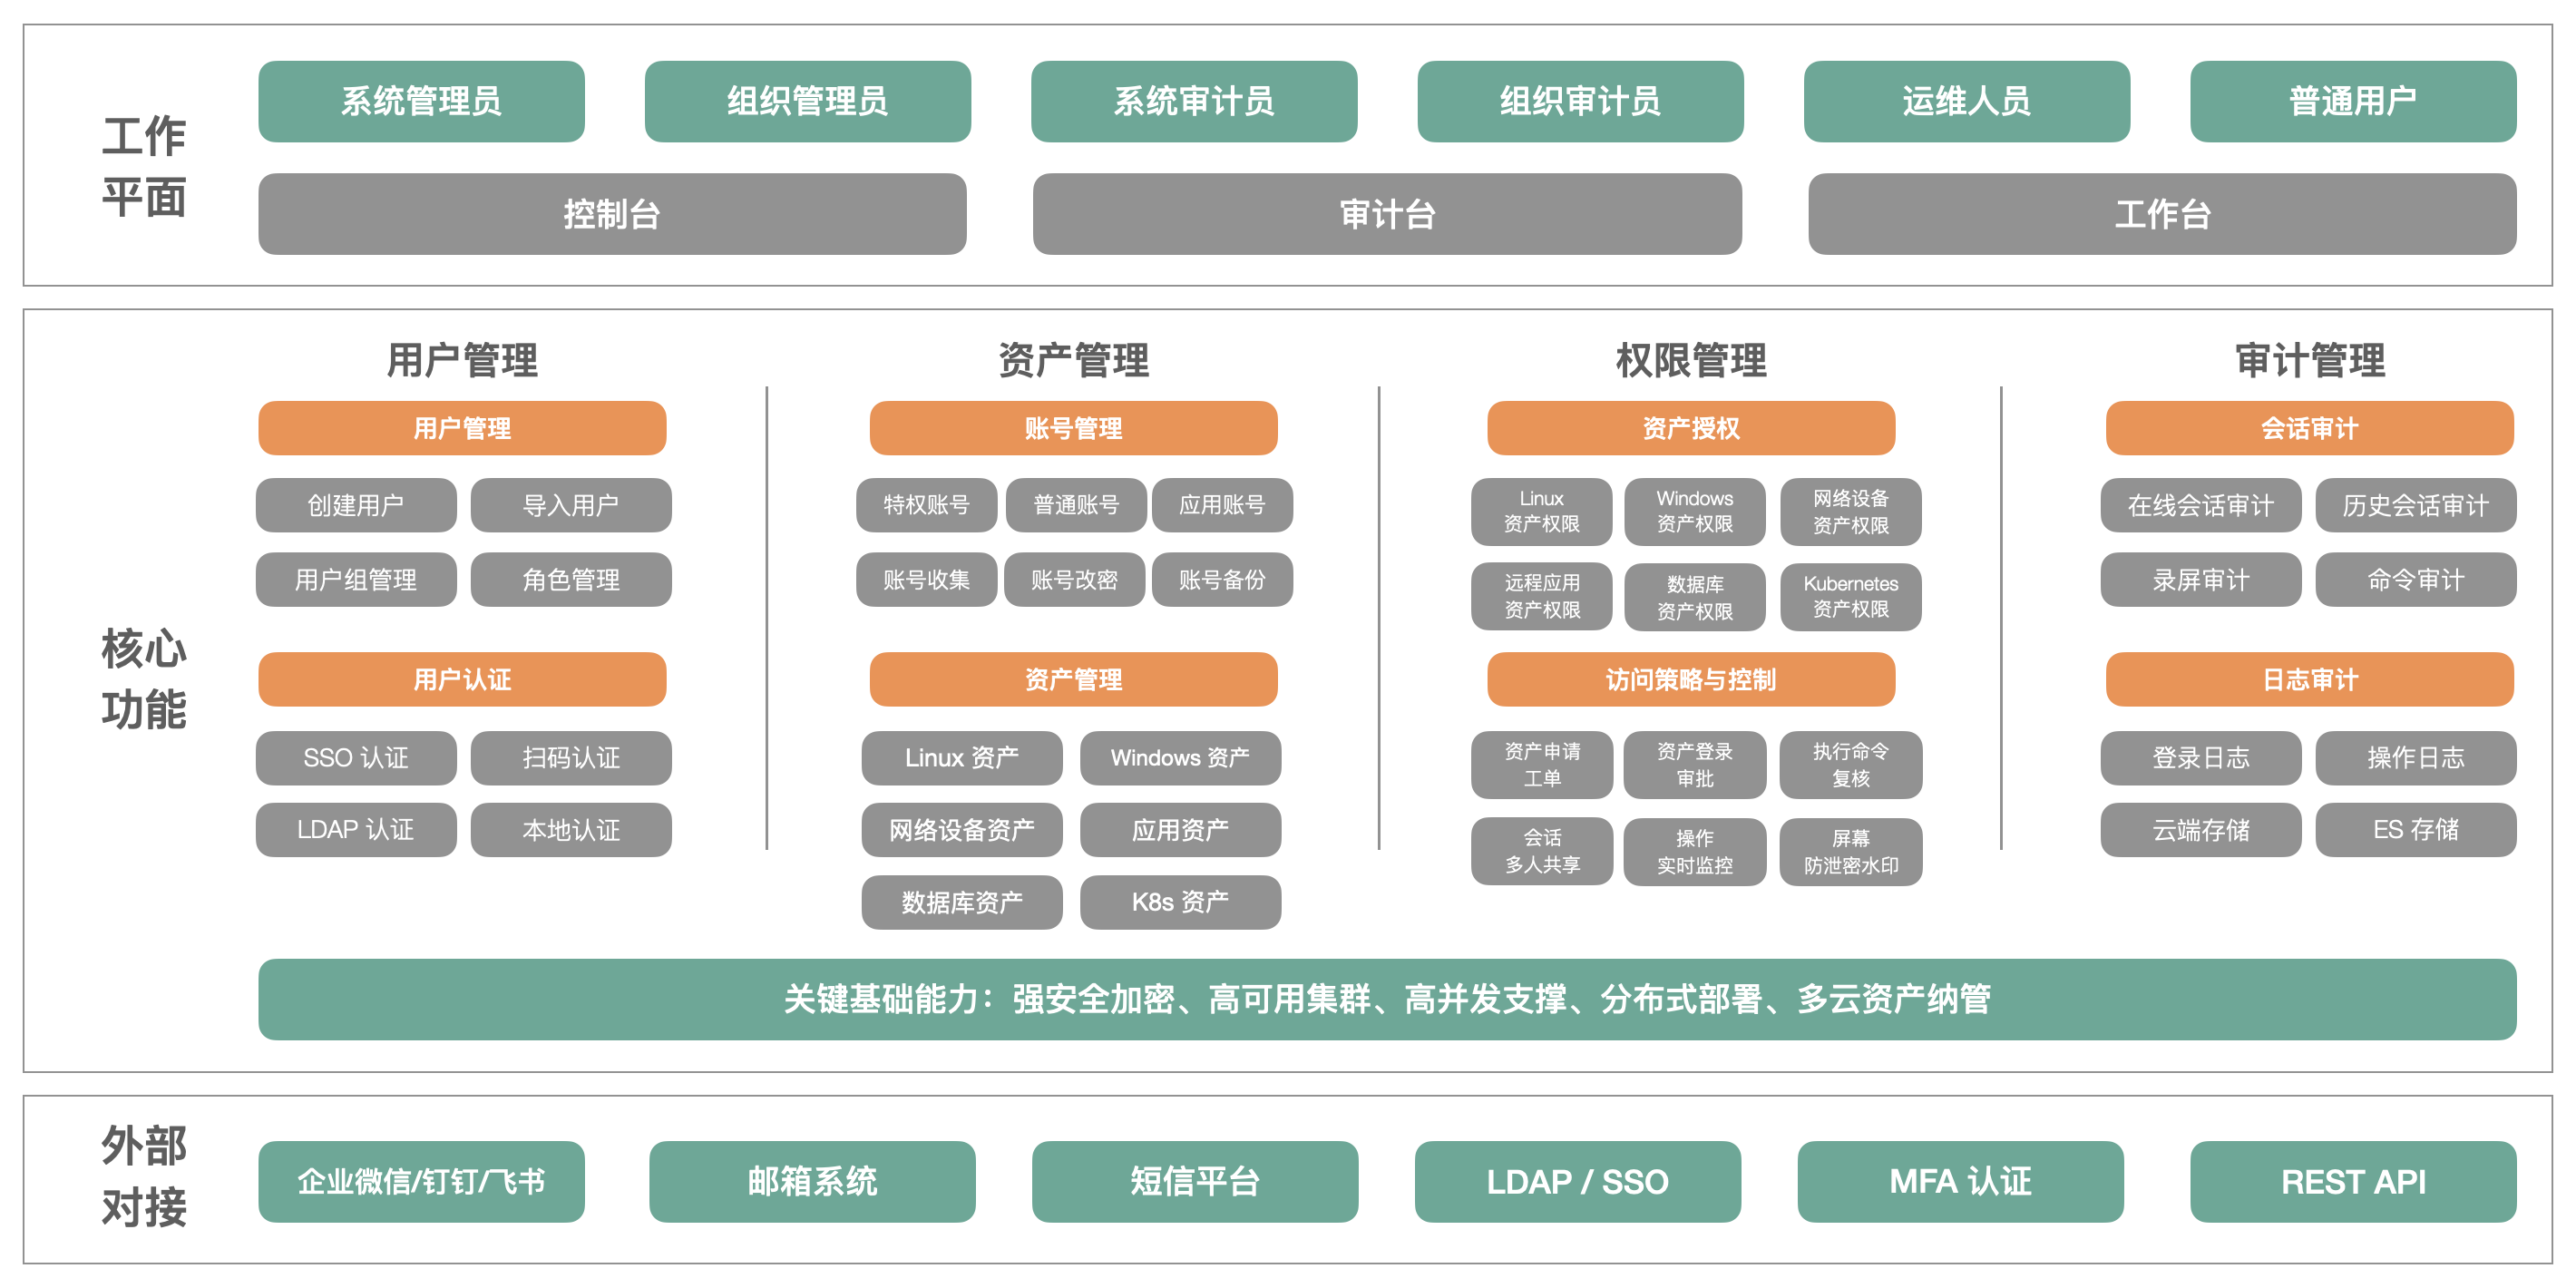 工作
平面
系统管理员
组织管理员
系统审计员
组织审计员
运维人员
普通用户
控制台
审计台
工作台
核心
功能
用户管理
用户管理
创建用户
导入用户
用户组管理
角色管理
用户认证
SSO 认证
扫码认证
LDAP 认证
本地认证
资产管理
账号管理
特权账号
普通账号
应用账号
账号收集
账号改密
账号备份
资产管理
Linux 资产
Windows 资产
网络设备资产
应用资产
数据库资产
K8s 资产
权限管理
资产授权
Linux
资产权限
Windows
资产权限
网络设备
资产权限
远程应用
资产权限
数据库
资产权限
Kubernetes
资产权限
访问策略与控制
资产申请
工单
资产登录
审批
执行命令
复核
会话
多人共享
操作
实时监控
屏幕
防泄密水印
审计管理
会话审计
在线会话审计
历史会话审计
录屏审计
命令审计
日志审计
登录日志
操作日志
云端存储
ES 存储
关键基础能力：强安全加密、高可用集群、高并发支撑、分布式部署、多云资产纳管
外部
对接
企业微信/钉钉/飞书
邮箱系统
短信平台
LDAP / SSO
MFA 认证
REST API